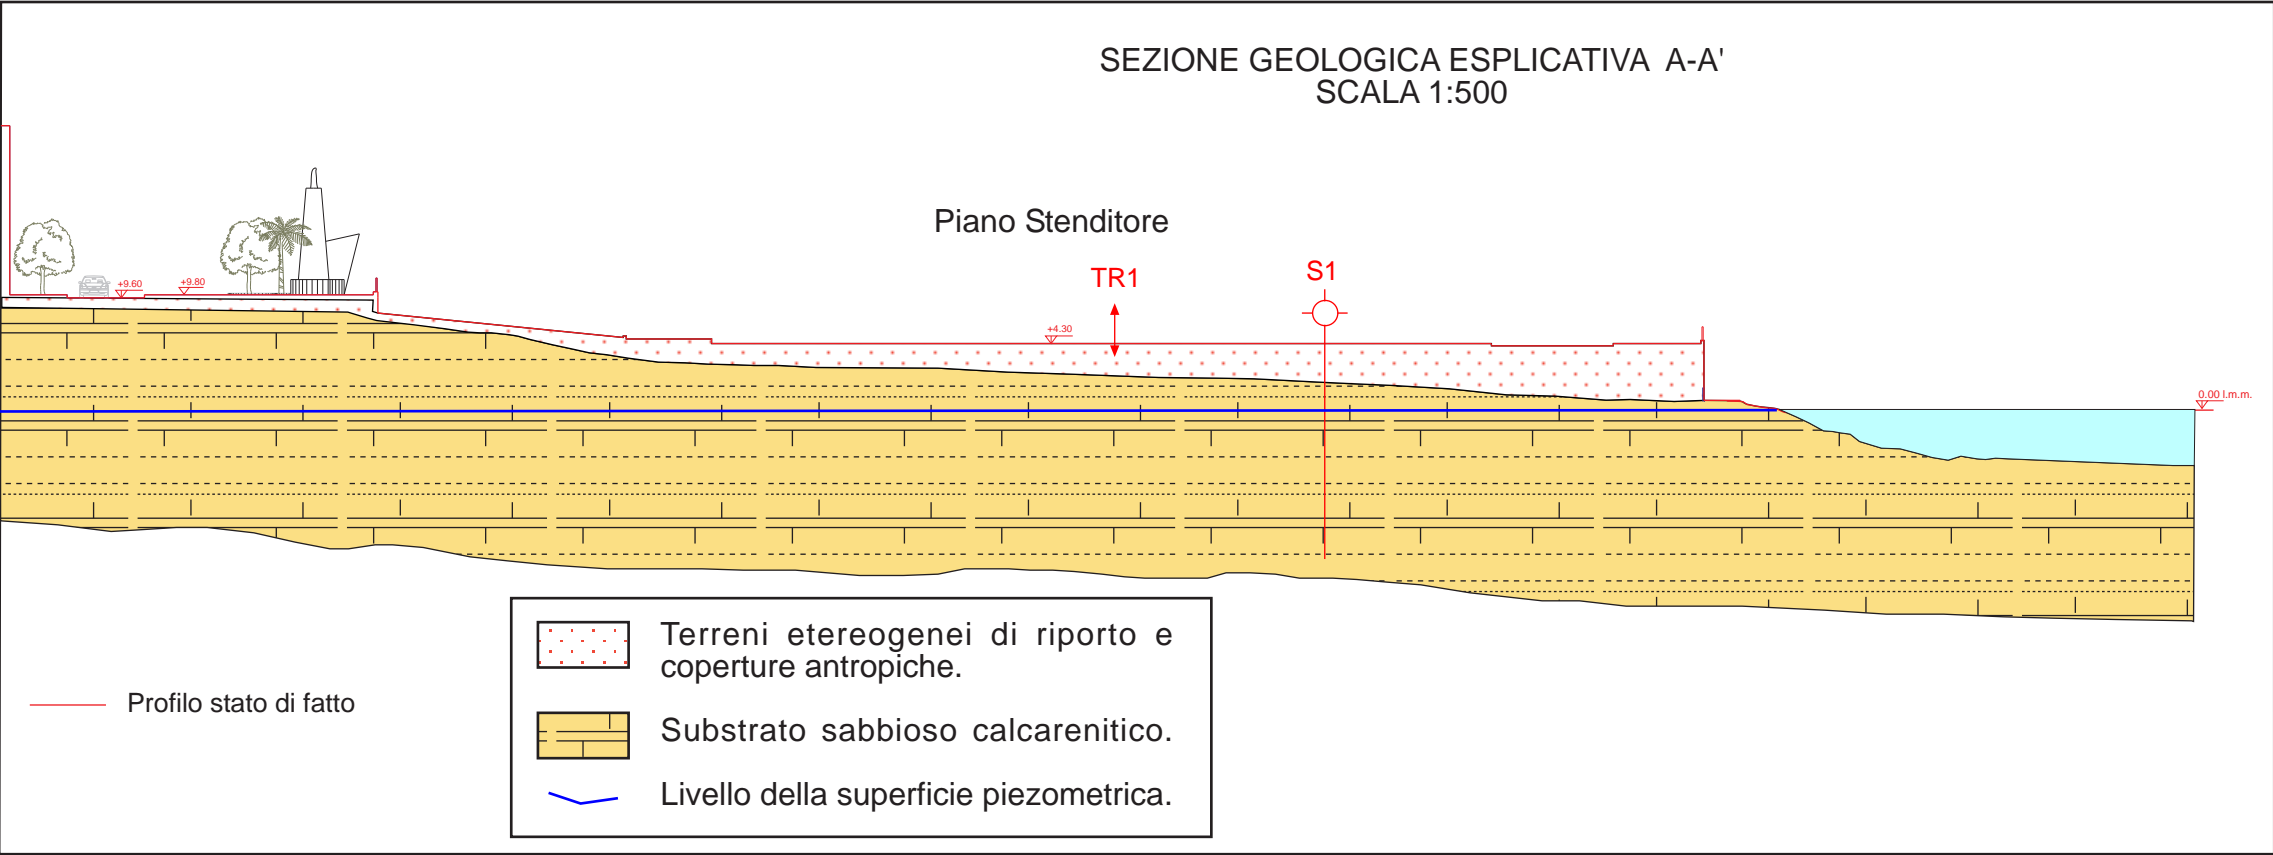 SEZIONE GEOLOGICA ESPLICATIVA A-A'
SCALA 1:500
Piano Stenditore
TR1
S1
+9.60
+9.80
+4.30
0.00 l.m.m.
Terreni etereogenei di riporto e
coperture antropiche.
Profilo stato di fatto
Substrato sabbioso calcarenitico.
Livello della superficie piezometrica.